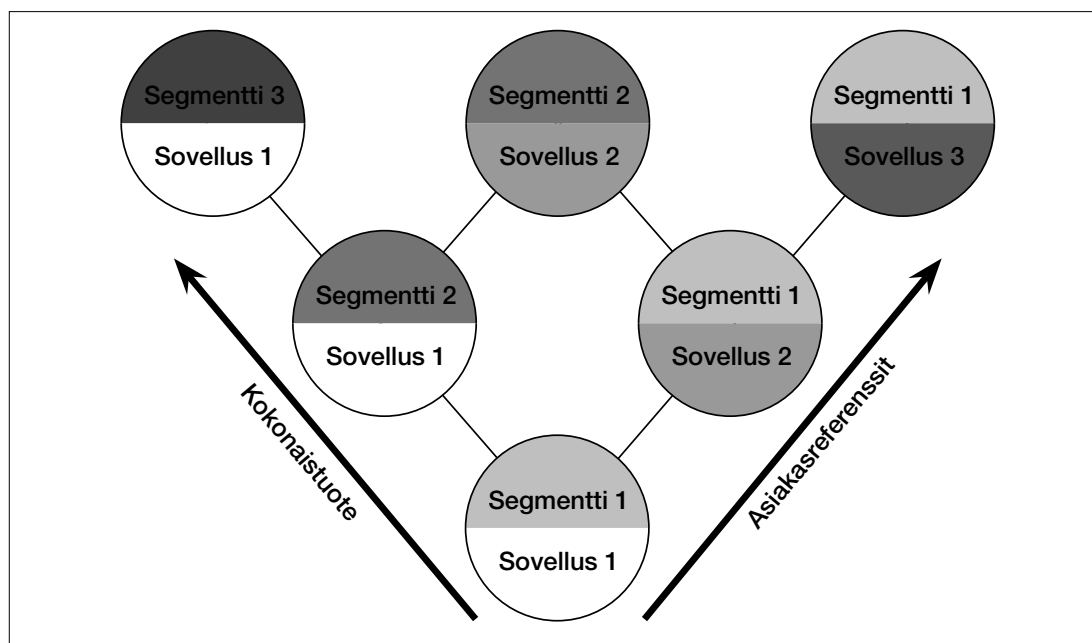 Segmentti 3
Sovellus 1
Segmentti 2
Sovellus 2
Segmentti 1
Sovellus 3
Segmentti 2
Sovellus 1
Segmentti 1
Sovellus 2
Kokonaistuote
Asiakasreferenssit
Segmentti 1
Sovellus 1